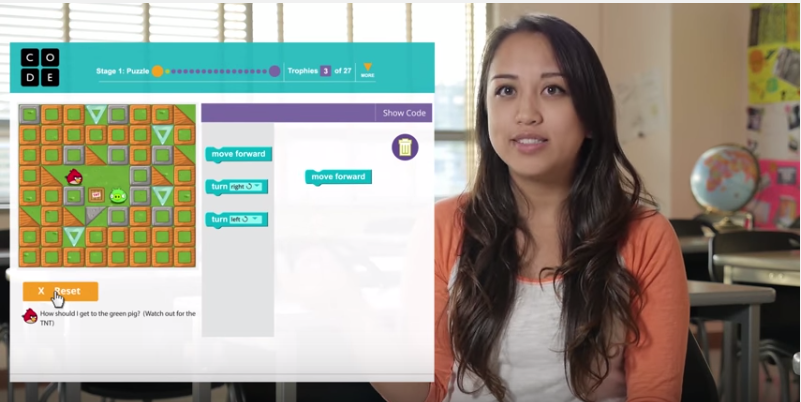 C O
D E
Stage 1: Puzzle
Trophies 3 of 27
MORE
Show Code
move forward
turn right
turn left
move forward
X Reset
How should I get to the green pig? (Watch out for the
TNT)